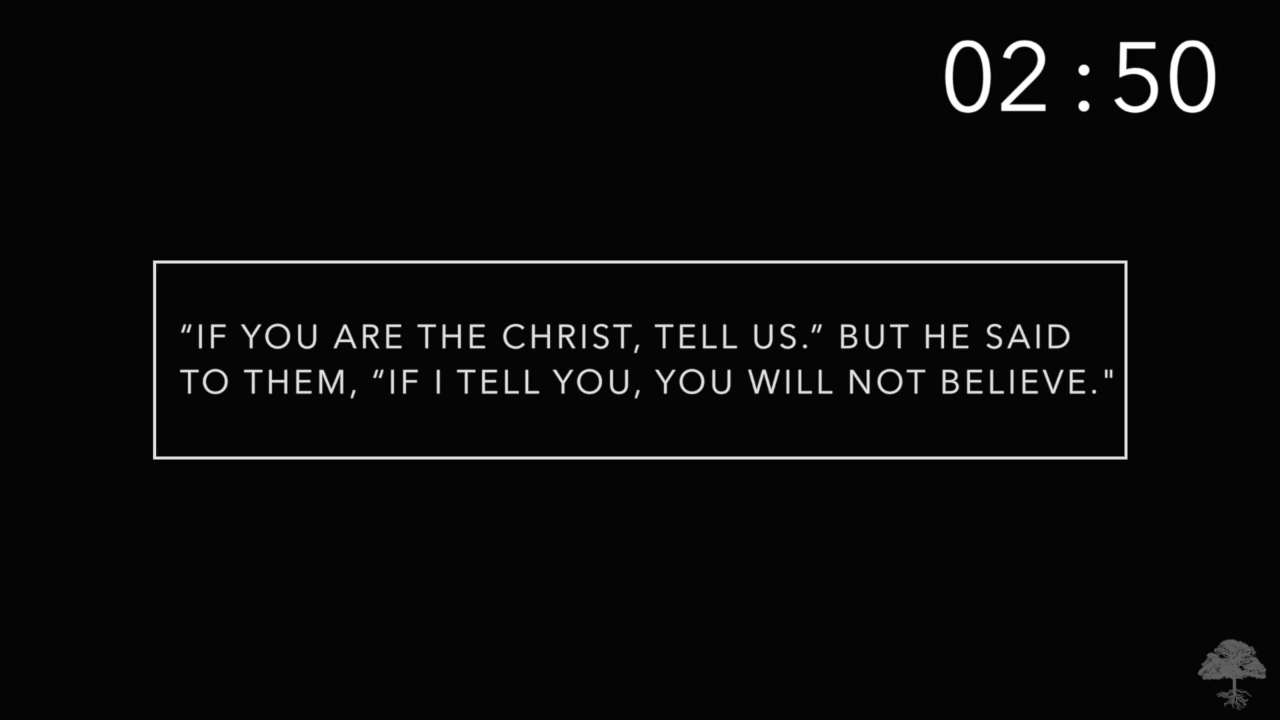 02:50
“IF YOU ARE THE CHRIST, TELL US.” BUT HE SAID
TO THEM, “IF I TELL YOU, YOU WILL NOT BELIEVE."